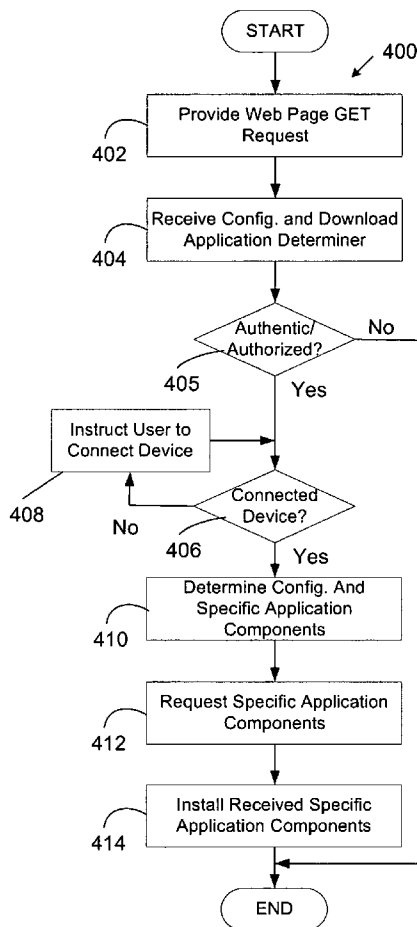 START
400
Provide Web Page GET
Request
402
Receive Config. and Download
Application Determiner
404
Authentic/
Authorized?
No
405
Yes
Instruct User to
Connect Device
408
Connected
Device?
No
406
Yes
Determine Config. And
Specific Application
Components
410
Request Specific Application
Components
412
Install Received Specific
Application Components
414
END